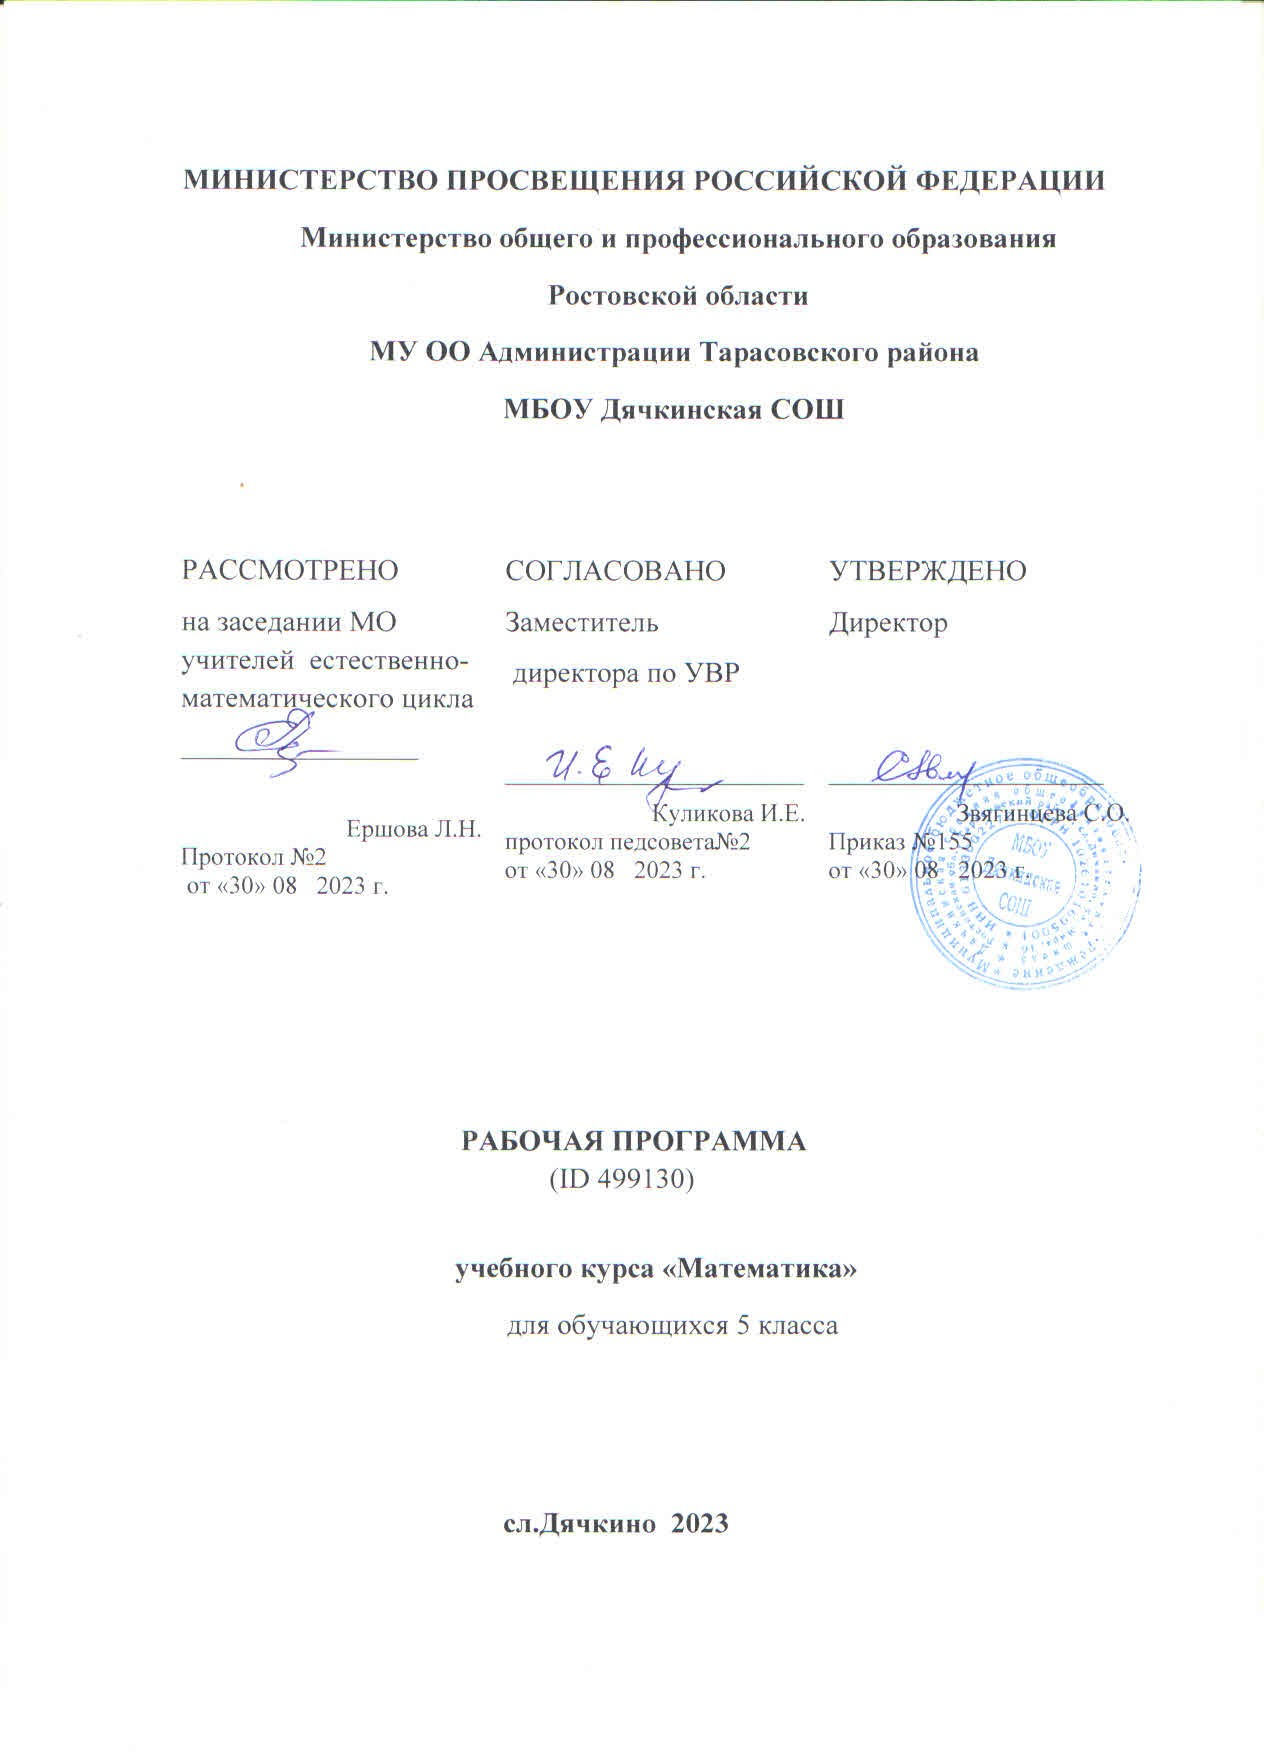 МИНИСТЕРСТВО ПРОСВЕЩЕНИЯ РОССИЙСКОЙ ФЕДЕРАЦИИ
Министерство общего и профессионального образования
Ростовской области
МУ ОО Администрации Тарасовского района
МБОУ Дячкинская СОШ
РАССМОТРЕНО
на заседании МО
учителей  естественно-
математического цикла
Ершова Л.Н.
Протокол №2
от «30» 08   2023 г.
СОГЛАСОВАНО
Заместитель
директора по УВР
Куликова И.Е.
протокол педсовета№2
от «30» 08   2023 г.
УТВЕРЖДЕНО
Директор
Звягинцева С.О.
Приказ №155
от «30» 08   2023 г.
МБОУ
СОШ
РАБОЧАЯ ПРОГРАММА
(ID 499130)
учебного курса «Математика»
для обучающихся 5 класса
сл.Дячкино  2023